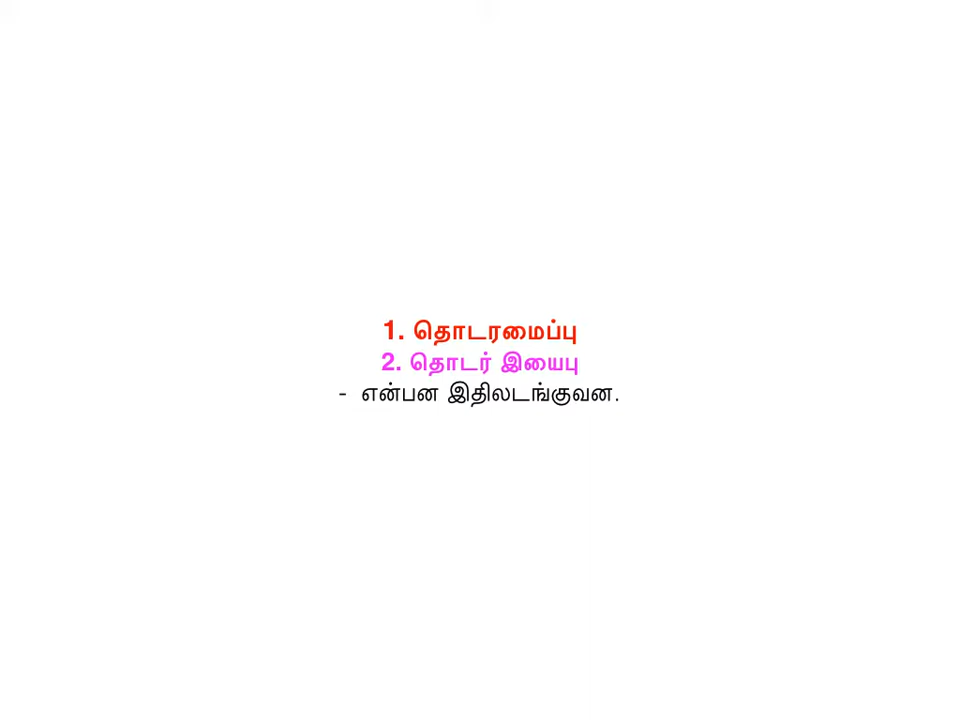 1. தொடரமைப்பு
2. தொடர் இயைபு
- என்பன இதிலடங்குவன.